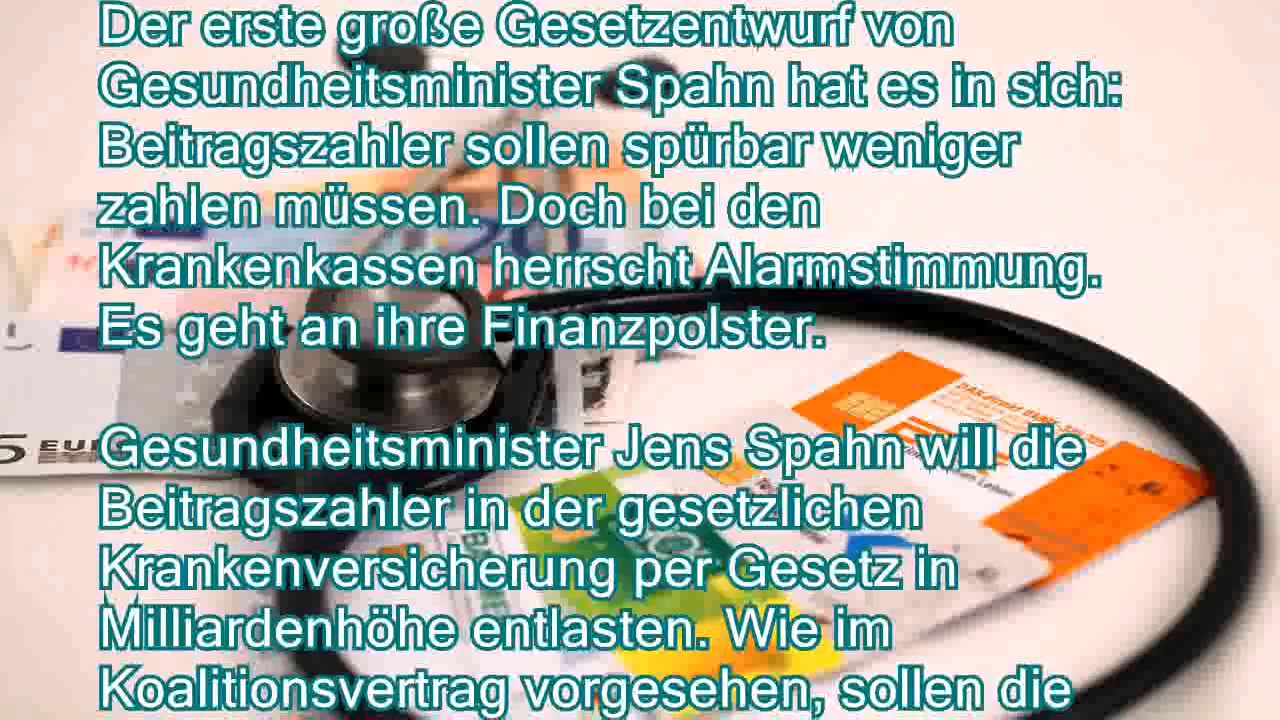 Der erste große Gesetzentwurf von
Gesundheitsminister Spahn hat es in sich:
Beitragszahler sollen spürbar weniger
zahlen müssen. Doch bei den
Krankenkassen herrscht Alarmstimmung.
Es geht an ihre Finanzpolster.
Gesundheitsminister Jens Spahn will die
Beitragszahler in der gesetzlichen
Krankenversicherung per Gesetz in
Milliardenhöhe entlasten. Wie im
Koalitionsvertrag vorgesehen, sollen die